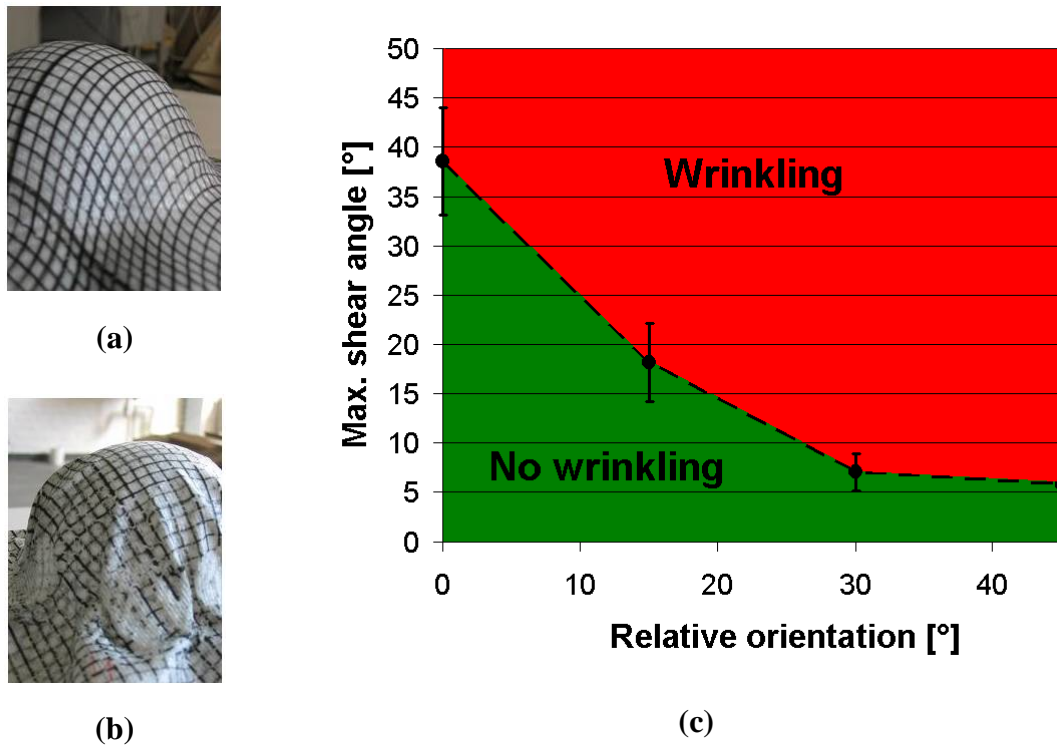 (a)
(b)
50
45
40
35
30
25
20
15
10
5
0
Max. shear angle [°]
Wrinkling
No wrinkling
0
10
20
30
40
Relative orientation [°]
(c)